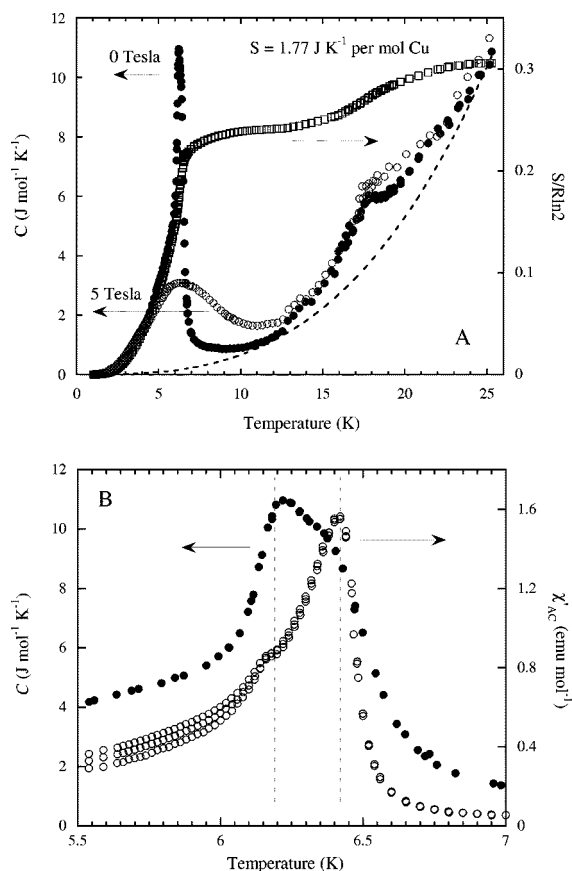 12
10
8
6
4
2
0
C (J mol⁻¹ K⁻¹)
0 Tesla
S = 1.77 J K⁻¹ per mol Cu
5 Tesla
A
0.3
0.2
0.1
0
S/Rln2
0 5 10 15 20 25
Temperature (K)
12
10
8
6
4
2
0
C (J mol⁻¹ K⁻¹)
B
1.6
1.2
0.8
0.4
0
χ'AC (emu mol⁻¹)
5.5 6 6.5 7
Temperature (K)